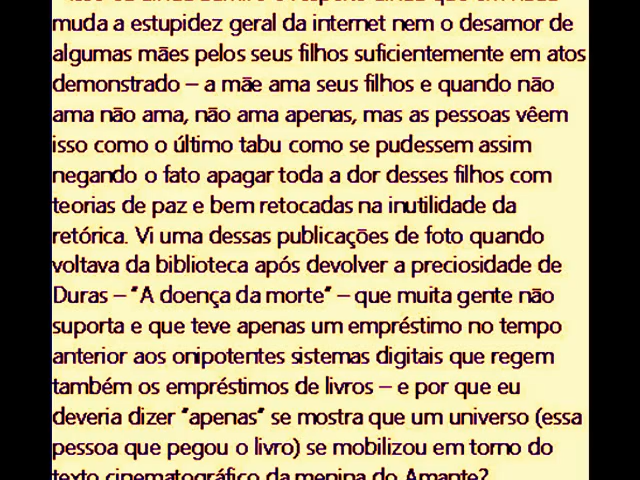 muda a estupidez geral da internet nem o desamor de
algumas mães pelos seus filhos suficientemente em atos
demonstrado – a mãe ama seus filhos e quando não
ama não ama, não ama apenas, mas as pessoas vêem
isso como o último tabu como se pudessem assim
negando o fato apagar toda a dor desses filhos com
teorias de paz e bem retocadas na inutilidade da
retórica. Vi uma dessas publicações de foto quando
voltava da biblioteca após devolver a preciosidade de
Duras – "A doença da morte" – que muita gente não
suporta e que teve apenas um empréstimo no tempo
anterior aos onipotentes sistemas digitais que regem
também os empréstimos de livros – e por que eu
deveria dizer "apenas" se mostra que um universo (essa
pessoa que pegou o livro) se mobilizou em torno do
texto cinematográfico da menina do Amante?